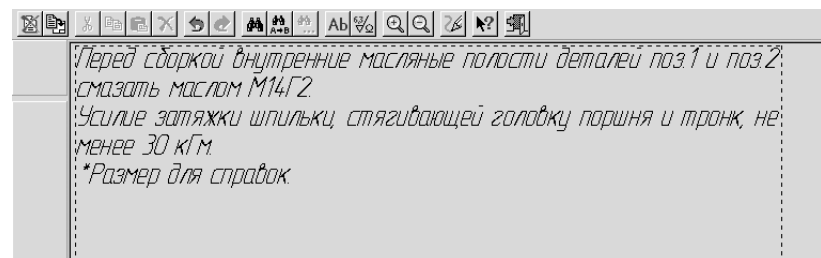 Перед сборкой внутренние масляные полости деталей поз.1 и поз.2
смазать маслом М14Г2.
Усилие затяжки шпильки, стягивающей головку поршня и тронк, не
менее 30 кГм.
*Размер для справок.